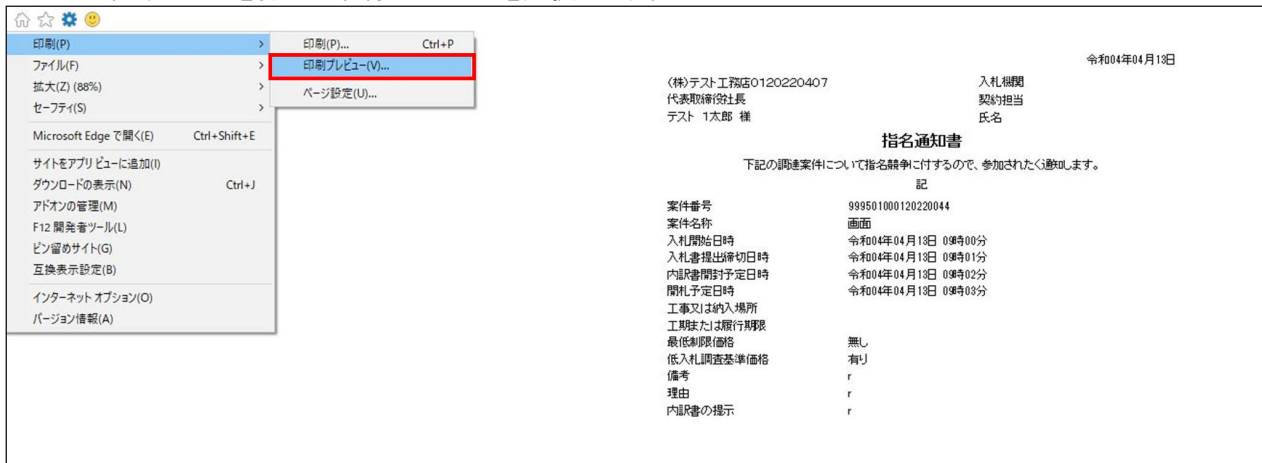 印刷(P) >
ファイル(F) >
拡大(Z) (88%) >
セーフティ(S) >
Microsoft Edge で開く(E) Ctrl+Shift+E
サイトをアプリ ビューに追加(I)
ダウンロードの表示(N) Ctrl+J
アドオンの管理(M)
F12 開発者ツール(L)
ピン留めサイト(G)
互換表示設定(B)
インターネット オプション(O)
バージョン情報(A)
印刷(P)... Ctrl+P
印刷プレビュー(V)...
ページ設定(U)...
令和04年04月13日
(株)テスト工務店0120220407 入札機関
代表取締役社長 契約担当
テスト 1太郎 様 氏名
指名通知書
下記の調達案件について指名競争に付するので、参加されたく通知します。
記
案件番号 999501000120220044
案件名称 画面
入札開始日時 令和04年04月13日 09時00分
入札書提出締切日時 令和04年04月13日 09時01分
内訳書開封予定日時 令和04年04月13日 09時02分
開札予定日時 令和04年04月13日 09時03分
工事又は納入場所
工期または履行期限
最低制限価格 無し
低入札調査基準価格 有り
備考 r
理由 r
内訳書の提示 r